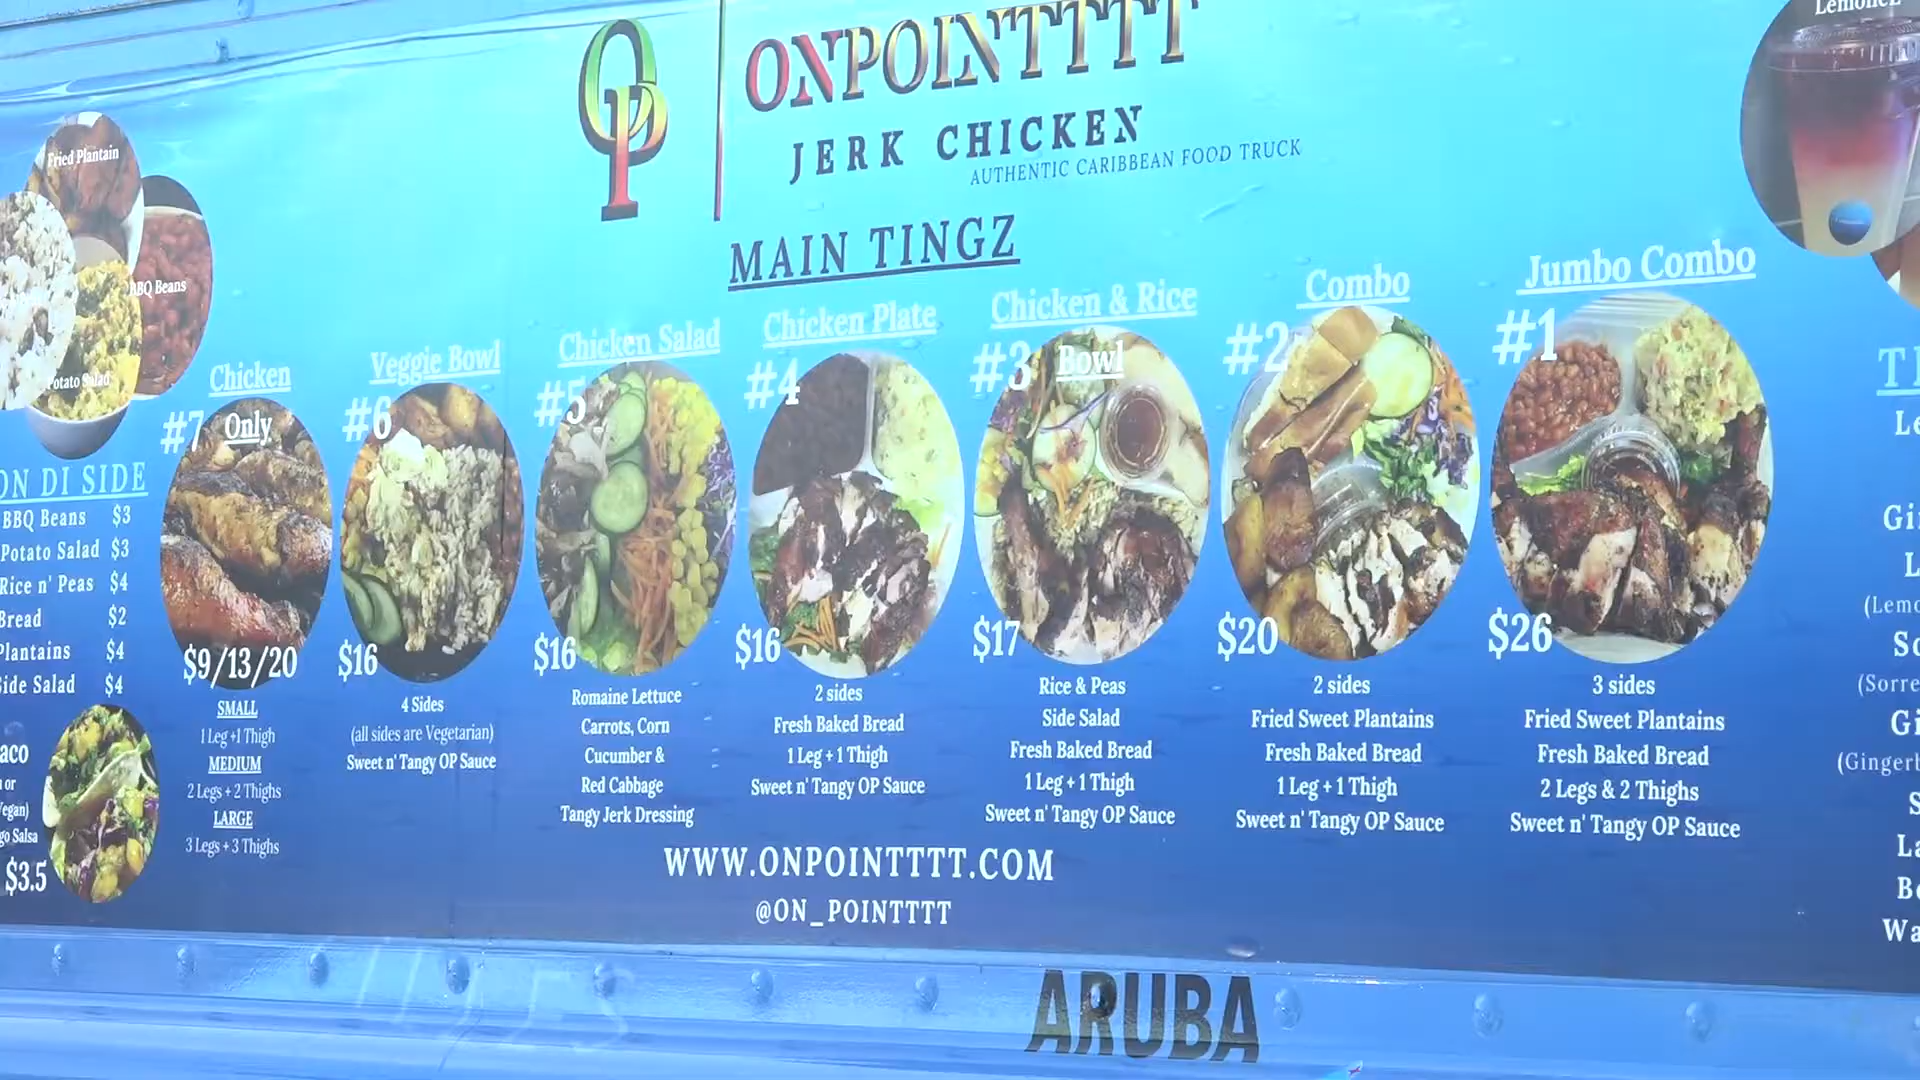 OP
ONPOINTTTT
JERK CHICKEN
AUTHENTIC CARIBBEAN FOOD TRUCK
MAIN TINGZ
Fried Plantain
BBQ Beans
Potato Salad
ON DI SIDE
BBQ Beans $3
Potato Salad $3
Rice n' Peas $4
Bread $2
Plantains $4
Side Salad $4
$3.5
Chicken
#7 Only
$9/13/20
SMALL
1 Leg +1 Thigh
MEDIUM
2 Legs + 2 Thighs
LARGE
3 Legs + 3 Thighs
Veggie Bowl
#6
$16
4 Sides
(all sides are Vegetarian)
Sweet n' Tangy OP Sauce
Chicken Salad
#5
$16
Romaine Lettuce
Carrots, Corn
Cucumber &
Red Cabbage
Tangy Jerk Dressing
Chicken Plate
#4
$16
2 sides
Fresh Baked Bread
1 Leg + 1 Thigh
Sweet n' Tangy OP Sauce
Chicken & Rice
#3 Bowl
$17
Rice & Peas
Side Salad
Fresh Baked Bread
1 Leg + 1 Thigh
Sweet n' Tangy OP Sauce
Combo
#2
$20
2 sides
Fried Sweet Plantains
Fresh Baked Bread
1 Leg + 1 Thigh
Sweet n' Tangy OP Sauce
Jumbo Combo
#1
$26
3 sides
Fried Sweet Plantains
Fresh Baked Bread
2 Legs & 2 Thighs
Sweet n' Tangy OP Sauce
WWW.ONPOINTTTT.COM
@ON_POINTTTT
ARUBA